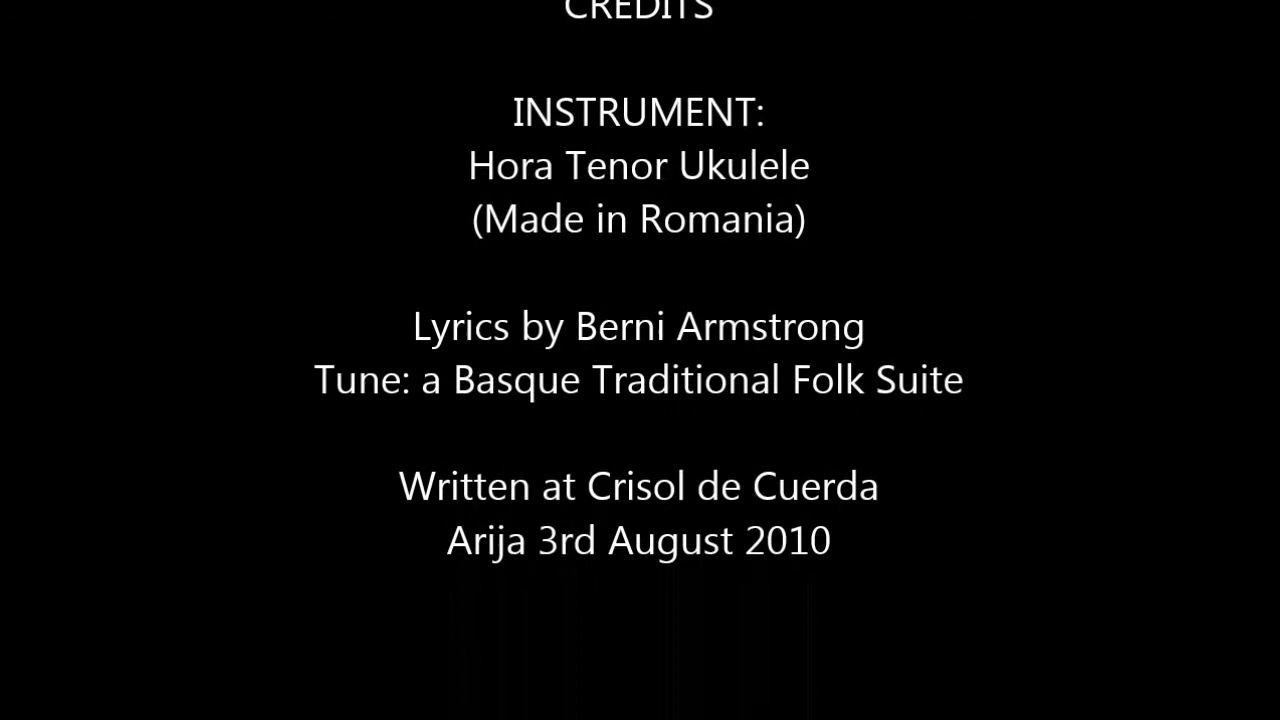 CREDITS
INSTRUMENT:
Hora Tenor Ukulele
(Made in Romania)
Lyrics by Berni Armstrong
Tune: a Basque Traditional Folk Suite
Written at Crisol de Cuerda
Arija 3rd August 2010